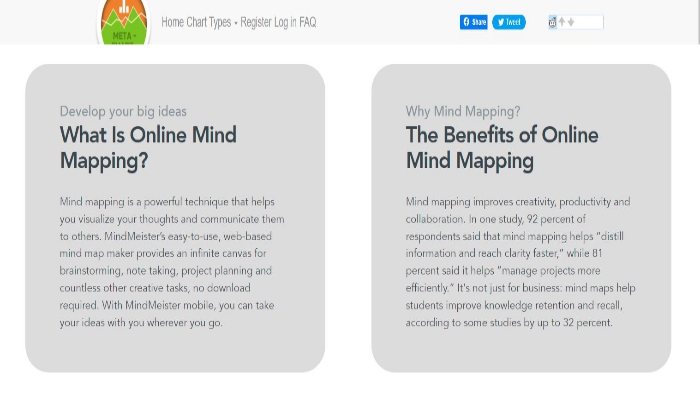 META -
Home Chart Types Register Log in FAQ
Share
Tweet
Develop your big ideas
What Is Online Mind
Mapping?
Mind mapping is a powerful technique that helps
you visualize your thoughts and communicate them
to others. MindMeister's easy-to-use, web-based
mind map maker provides an infinite canvas for
brainstorming, note taking, project planning and
countless other creative tasks, no download
required. With MindMeister mobile, you can take
your ideas with you wherever you go.
Why Mind Mapping?
The Benefits of Online
Mind Mapping
Mind mapping improves creativity, productivity and
collaboration. In one study, 92 percent of
respondents said that mind mapping helps "distill
information and reach clarity faster," while 81
percent said it helps "manage projects more
efficiently." It's not just for business: mind maps help
students improve knowledge retention and recall,
according to some studies by up to 32 percent.